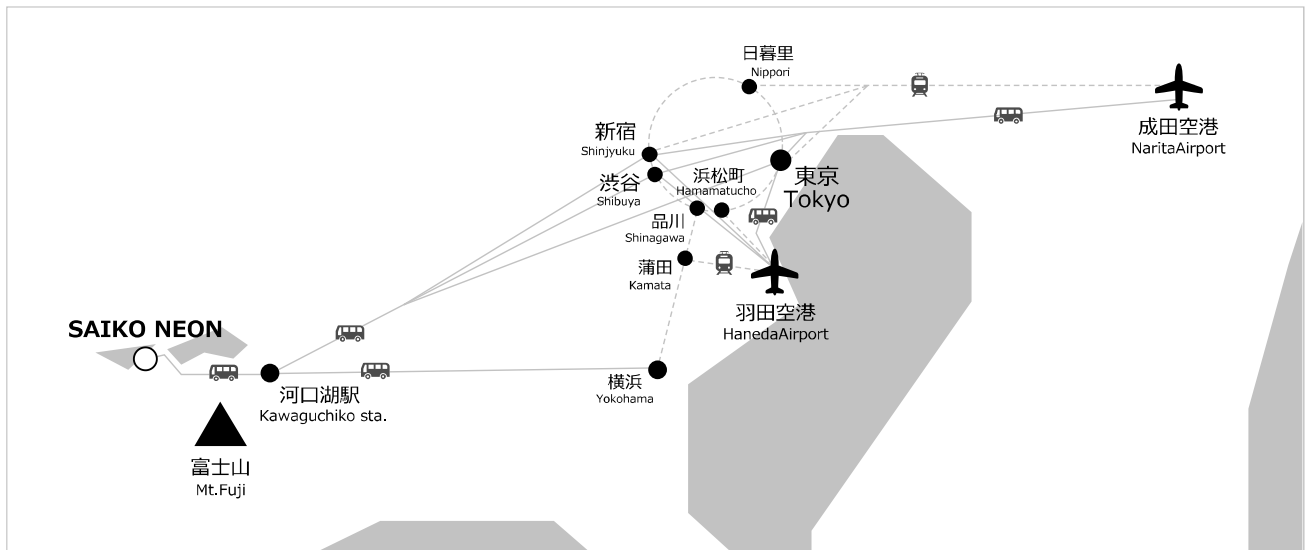 日暮里
Nippori
成田空港
NaritaAirport
新宿
Shinjyuku
渋谷
Shibuya
浜松町
Hamamatucho
東京
Tokyo
品川
Shinagawa
蒲田
Kamata
羽田空港
HanedaAirport
SAIKO NEON
河口湖駅
Kawaguchiko sta.
横浜
Yokohama
富士山
Mt.Fuji